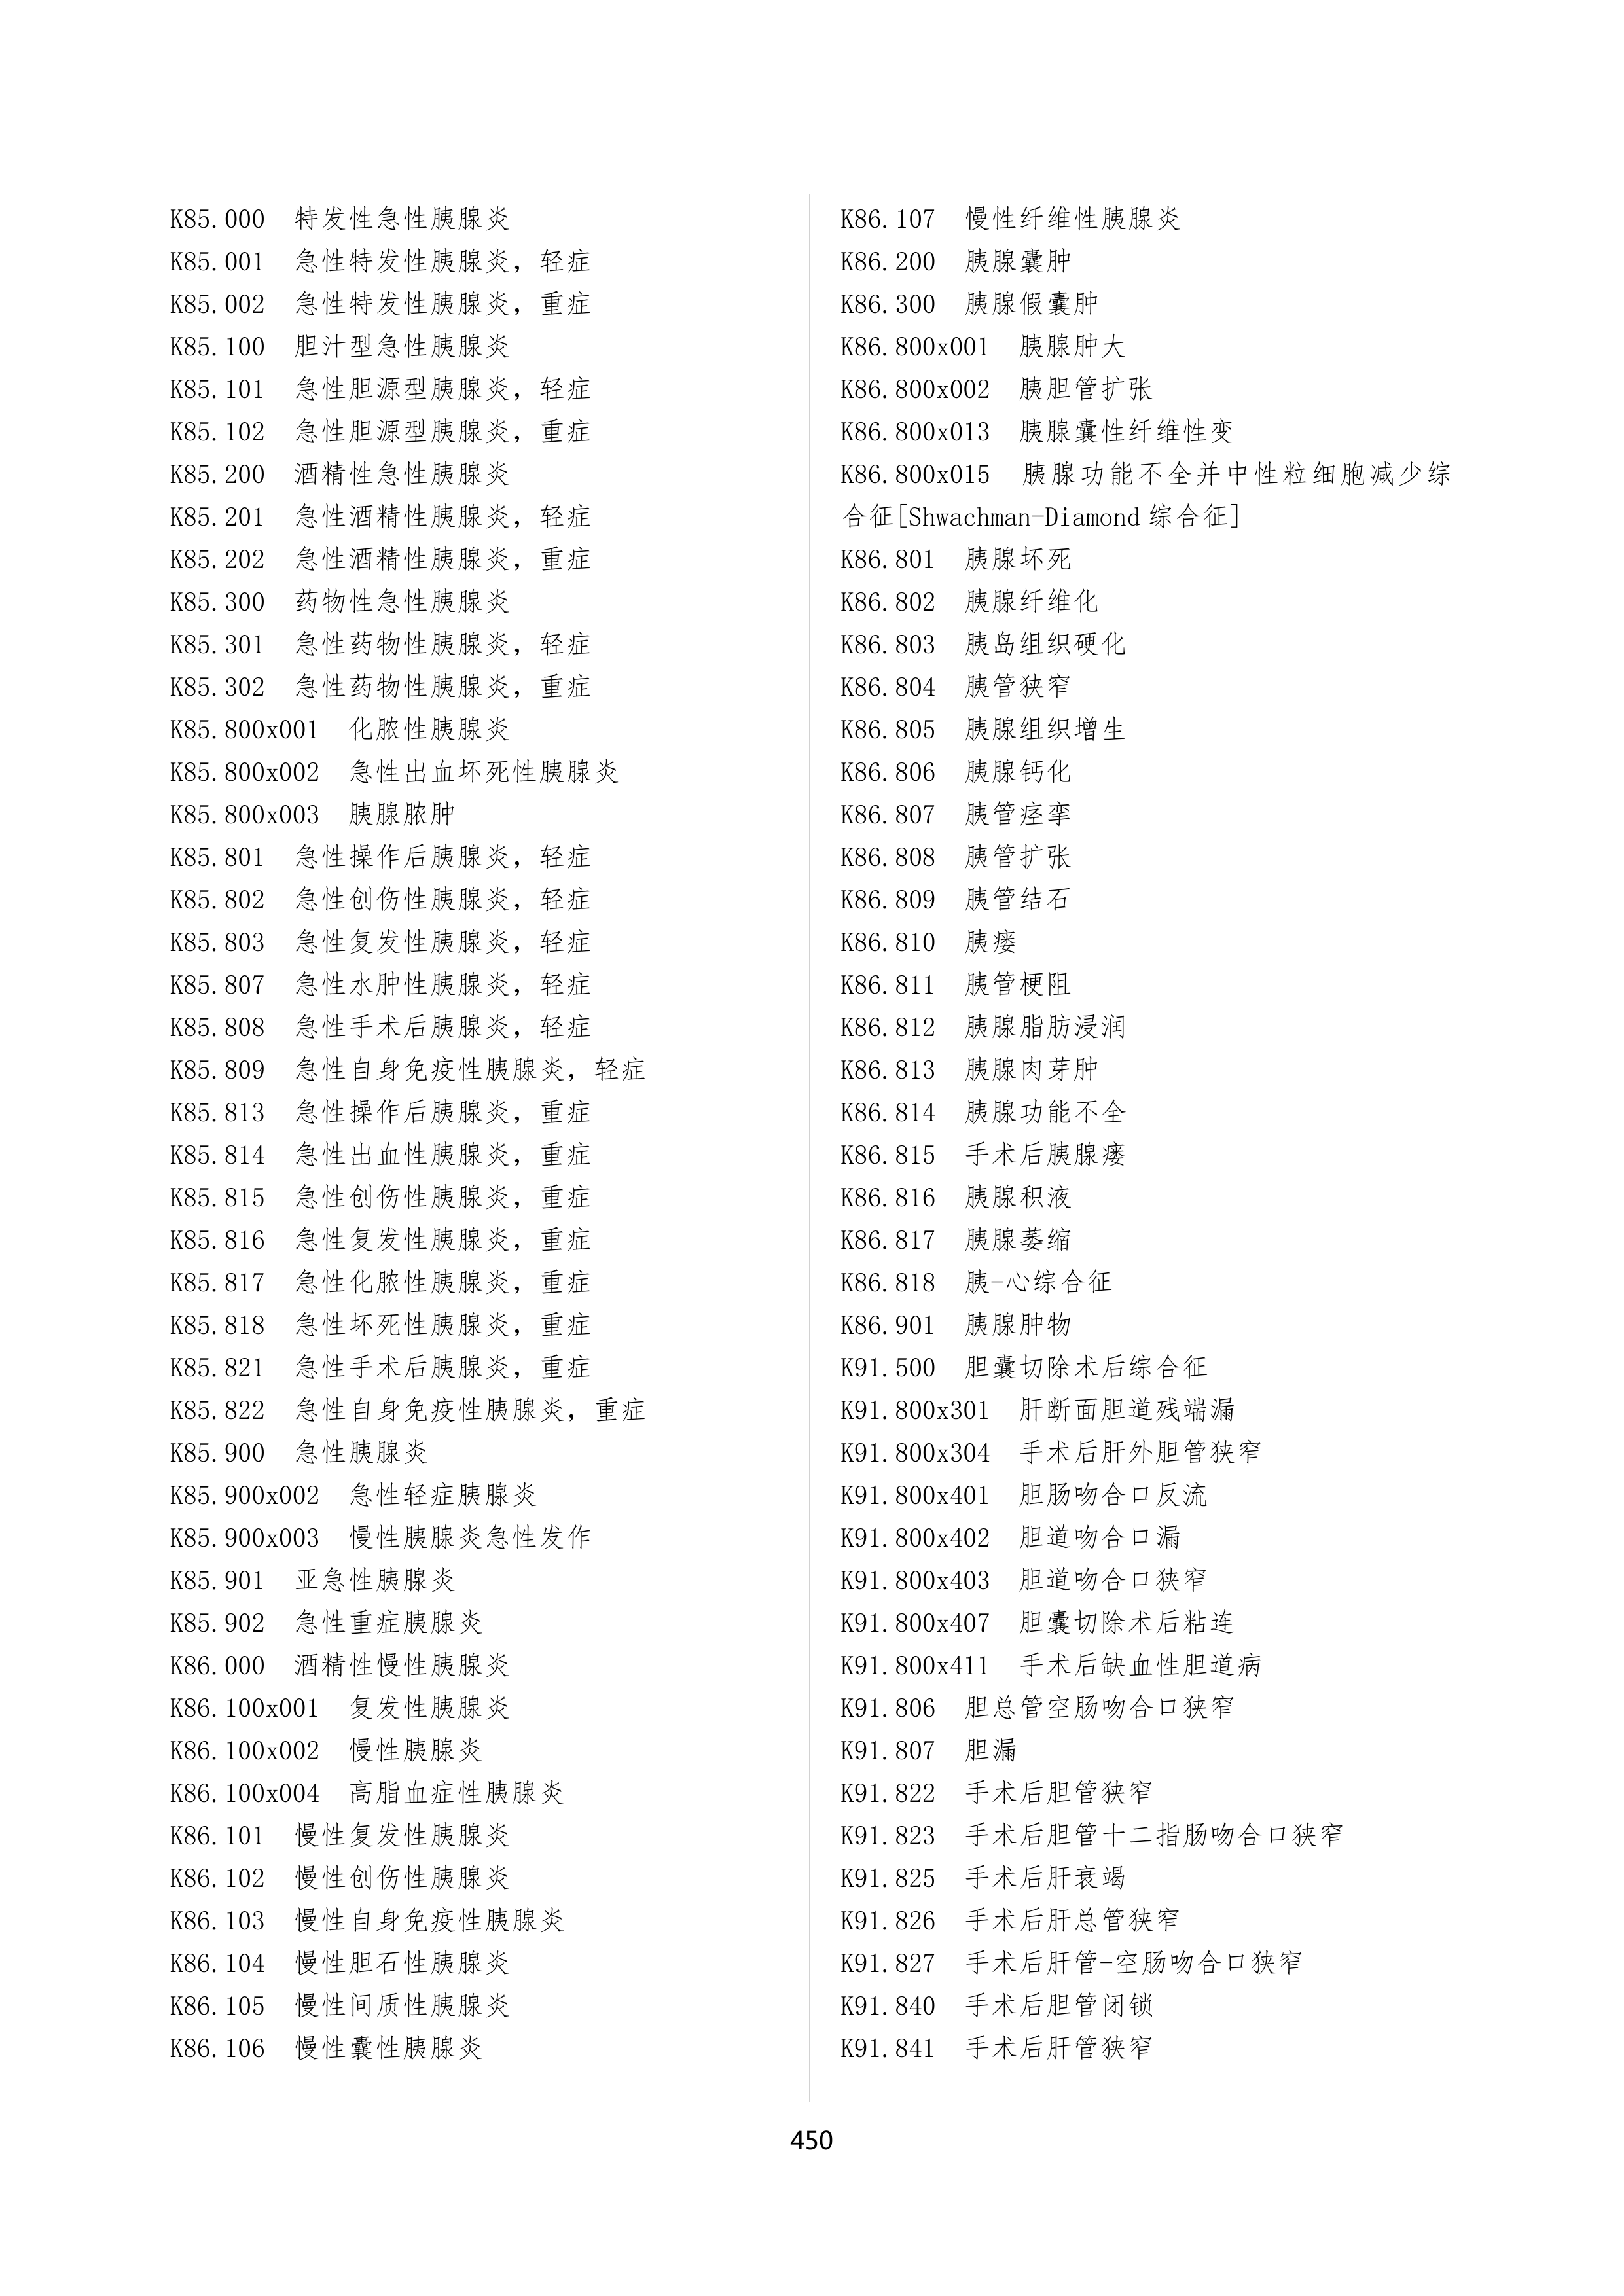 K85.000 特发性急性胰腺炎
K85.001 急性特发性胰腺炎，轻症
K85.002 急性特发性胰腺炎，重症
K85.100 胆汁型急性胰腺炎
K85.101 急性胆源型胰腺炎，轻症
K85.102 急性胆源型胰腺炎，重症
K85.200 酒精性急性胰腺炎
K85.201 急性酒精性胰腺炎，轻症
K85.202 急性酒精性胰腺炎，重症
K85.300 药物性急性胰腺炎
K85.301 急性药物性胰腺炎，轻症
K85.302 急性药物性胰腺炎，重症
K85.800x001 化脓性胰腺炎
K85.800x002 急性出血坏死性胰腺炎
K85.800x003 胰腺脓肿
K85.801 急性操作后胰腺炎，轻症
K85.802 急性创伤性胰腺炎，轻症
K85.803 急性复发性胰腺炎，轻症
K85.807 急性水肿性胰腺炎，轻症
K85.808 急性手术后胰腺炎，轻症
K85.809 急性自身免疫性胰腺炎，轻症
K85.813 急性操作后胰腺炎，重症
K85.814 急性出血性胰腺炎，重症
K85.815 急性创伤性胰腺炎，重症
K85.816 急性复发性胰腺炎，重症
K85.817 急性化脓性胰腺炎，重症
K85.818 急性坏死性胰腺炎，重症
K85.821 急性手术后胰腺炎，重症
K85.822 急性自身免疫性胰腺炎，重症
K85.900 急性胰腺炎
K85.900x002 急性轻症胰腺炎
K85.900x003 慢性胰腺炎急性发作
K85.901 亚急性胰腺炎
K85.902 急性重症胰腺炎
K86.000 酒精性慢性胰腺炎
K86.100x001 复发性胰腺炎
K86.100x002 慢性胰腺炎
K86.100x004 高脂血症性胰腺炎
K86.101 慢性复发性胰腺炎
K86.102 慢性创伤性胰腺炎
K86.103 慢性自身免疫性胰腺炎
K86.104 慢性胆石性胰腺炎
K86.105 慢性间质性胰腺炎
K86.106 慢性囊性胰腺炎
K86.107 慢性纤维性胰腺炎
K86.200 胰腺囊肿
K86.300 胰腺假囊肿
K86.800x001 胰腺肿大
K86.800x002 胰胆管扩张
K86.800x013 胰腺囊性纤维性变
K86.800x015 胰腺功能不全并中性粒细胞减少综
合征[Shwachman-Diamond综合征]
K86.801 胰腺坏死
K86.802 胰腺纤维化
K86.803 胰岛组织硬化
K86.804 胰管狭窄
K86.805 胰腺组织增生
K86.806 胰腺钙化
K86.807 胰管痉挛
K86.808 胰管扩张
K86.809 胰管结石
K86.810 胰瘘
K86.811 胰管梗阻
K86.812 胰腺脂肪浸润
K86.813 胰腺肉芽肿
K86.814 胰腺功能不全
K86.815 手术后胰腺瘘
K86.816 胰腺积液
K86.817 胰腺萎缩
K86.818 胰-心综合征
K86.901 胰腺肿物
K91.500 胆囊切除术后综合征
K91.800x301 肝断面胆道残端漏
K91.800x304 手术后肝外胆管狭窄
K91.800x401 胆肠吻合口反流
K91.800x402 胆道吻合口漏
K91.800x403 胆道吻合口狭窄
K91.800x407 胆囊切除术后粘连
K91.800x411 手术后缺血性胆道病
K91.806 胆总管空肠吻合口狭窄
K91.807 胆漏
K91.822 手术后胆管狭窄
K91.823 手术后胆管十二指肠吻合口狭窄
K91.825 手术后肝衰竭
K91.826 手术后肝总管狭窄
K91.827 手术后肝管-空肠吻合口狭窄
K91.840 手术后胆管闭锁
K91.841 手术后肝管狭窄
450